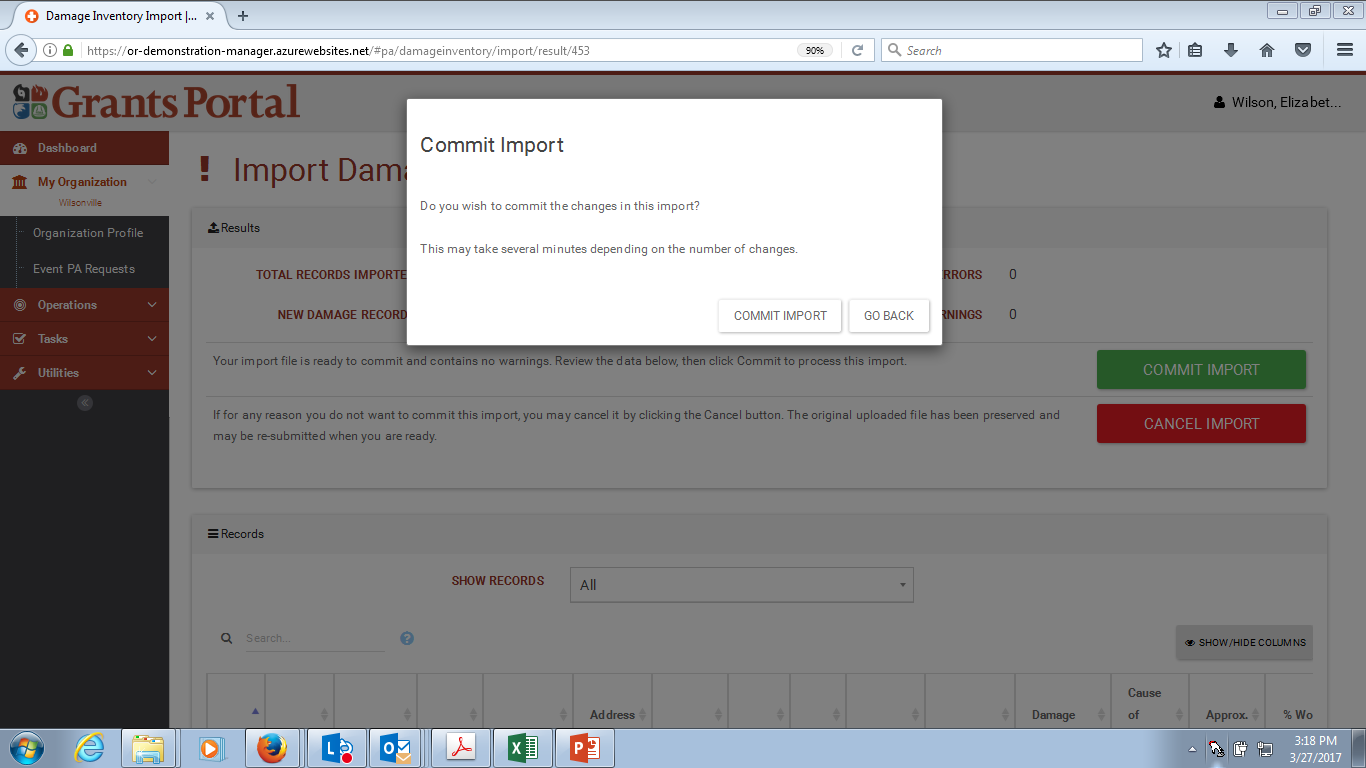 Damage Inventory Import |...
https://or-demonstration-manager.azurewebsites.net/#pa/damageinventory/import/result/453
90%
Search
Grants Portal
Wilson, Elizabet...
Dashboard
My Organization
Wilsonville
Organization Profile
Event PA Requests
Operations
Tasks
Utilities
Import Dama
Commit Import
Do you wish to commit the changes in this import?
This may take several minutes depending on the number of changes.
COMMIT IMPORT
GO BACK
Results
TOTAL RECORDS IMPORTE
RRORS 0
NEW DAMAGE RECORD
RNINGS 0
Your import file is ready to commit and contains no warnings. Review the data below, then click Commit to process this import.
COMMIT IMPORT
If for any reason you do not want to commit this import, you may cancel it by clicking the Cancel button. The original uploaded file has been preserved and
may be re-submitted when you are ready.
CANCEL IMPORT
Records
SHOW RECORDS
All
Search...
SHOW/HIDE COLUMNS
Address
Damage
Cause
of
Approx.
% Wo
3:18 PM
3/27/2017